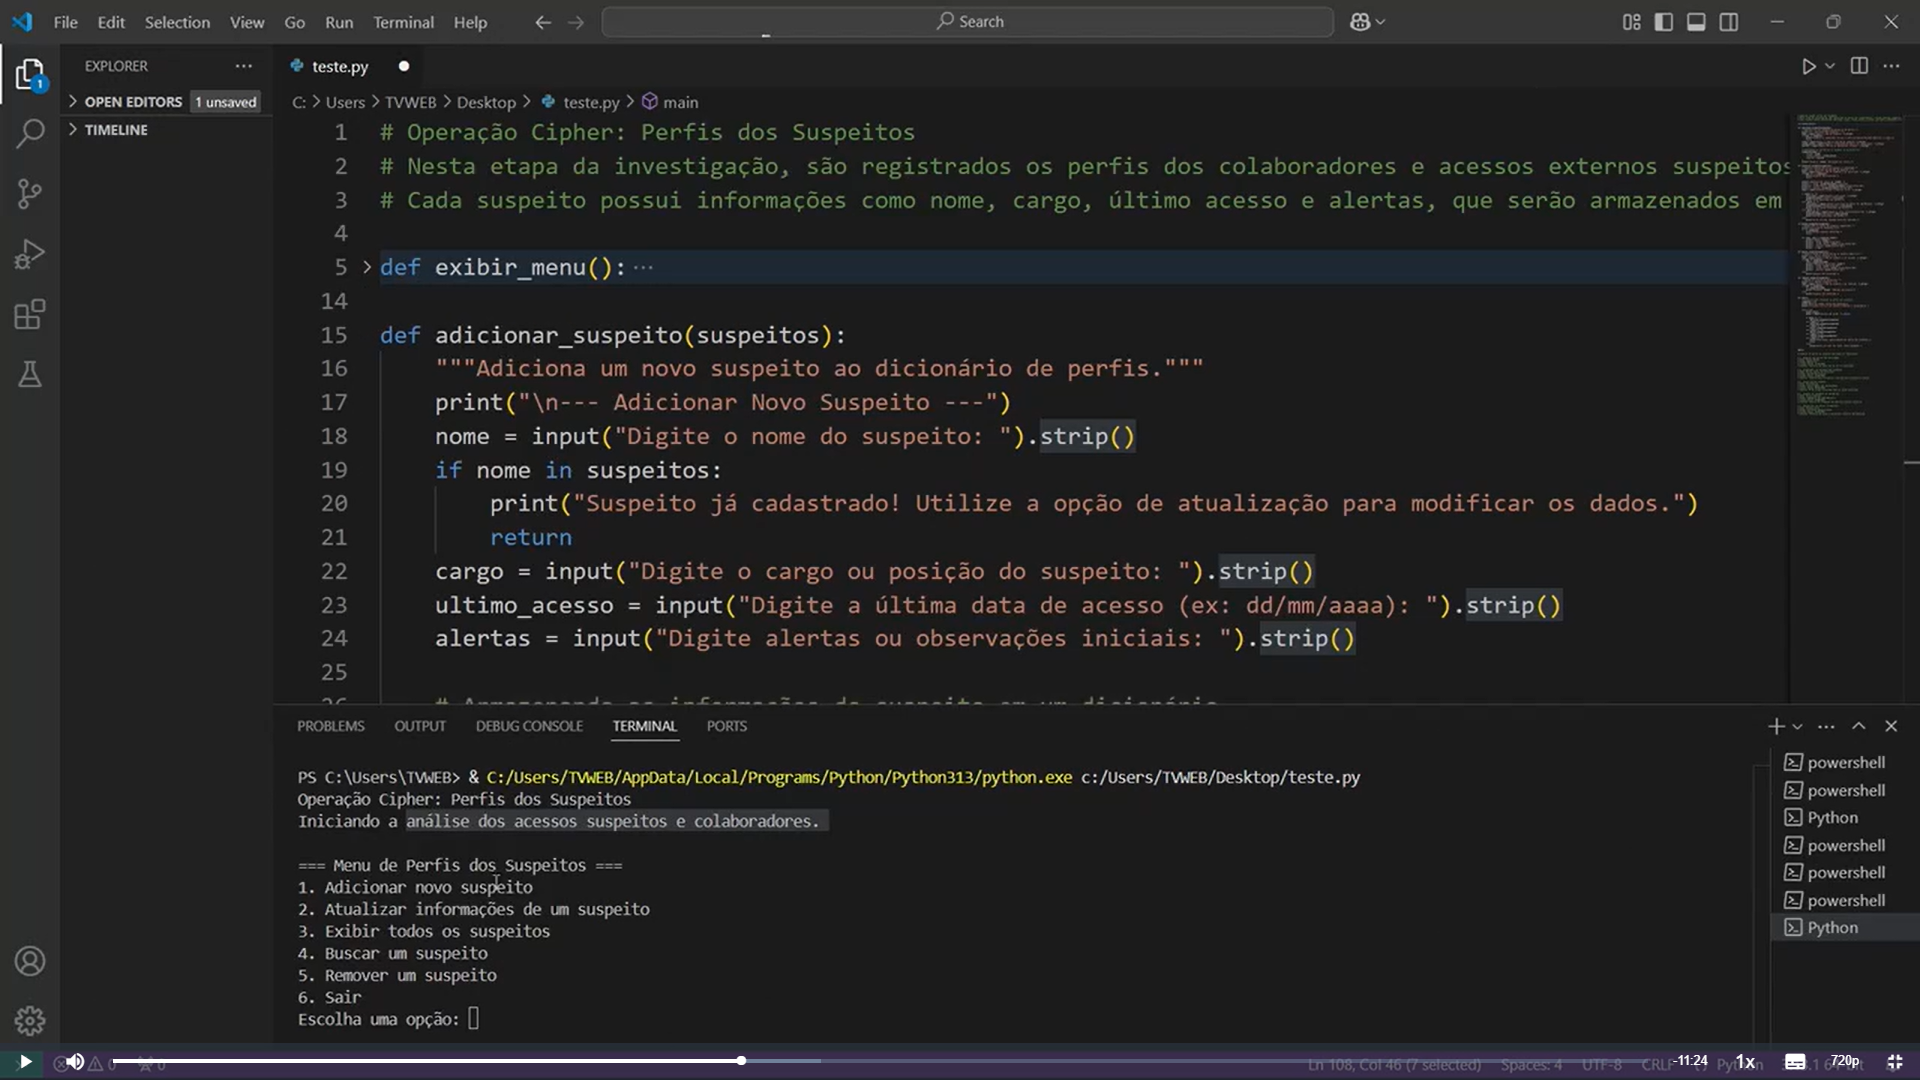 File Edit Selection View Go Run Terminal Help
Search
EXPLORER
OPEN EDITORS 1 unsaved
TIMELINE
1
teste.py
C: > Users > TVWEB > Desktop > teste.py > main
1 # Operação Cipher: Perfis dos Suspeitos
2 # Nesta etapa da investigação, são registrados os perfis dos colaboradores e acessos externos suspeitos
3 # Cada suspeito possui informações como nome, cargo, último acesso e alertas, que serão armazenados em
4
5 def exibir_menu(): ···
14
15 def adicionar_suspeito(suspeitos):
16 """Adiciona um novo suspeito ao dicionário de perfis."""
17 print("\n--- Adicionar Novo Suspeito ---")
18 nome = input("Digite o nome do suspeito: ").strip()
19 if nome in suspeitos:
20 print("Suspeito já cadastrado! Utilize a opção de atualização para modificar os dados.")
21 return
22 cargo = input("Digite o cargo ou posição do suspeito: ").strip()
23 ultimo_acesso = input("Digite a última data de acesso (ex: dd/mm/aaaa): ").strip()
24 alertas = input("Digite alertas ou observações iniciais: ").strip()
25
26 # Armazenando as informações do suspeito em um dicionário
PROBLEMS OUTPUT DEBUG CONSOLE TERMINAL PORTS
PS C:\Users\TVWEB> & C:/Users/TVWEB/AppData/Local/Programs/Python/Python313/python.exe c:/Users/TVWEB/Desktop/teste.py
Operação Cipher: Perfis dos Suspeitos
Iniciando a análise dos acessos suspeitos e colaboradores.
=== Menu de Perfis dos Suspeitos ===
1. Adicionar novo suspeito
2. Atualizar informações de um suspeito
3. Exibir todos os suspeitos
4. Buscar um suspeito
5. Remover um suspeito
6. Sair
Escolha uma opção:
powershell
powershell
Python
powershell
powershell
powershell
Python
0 0 Ln 108, Col 46 (7 selected) Spaces: 4 UTF-8 CRLF Python
-11:24 1x 720p